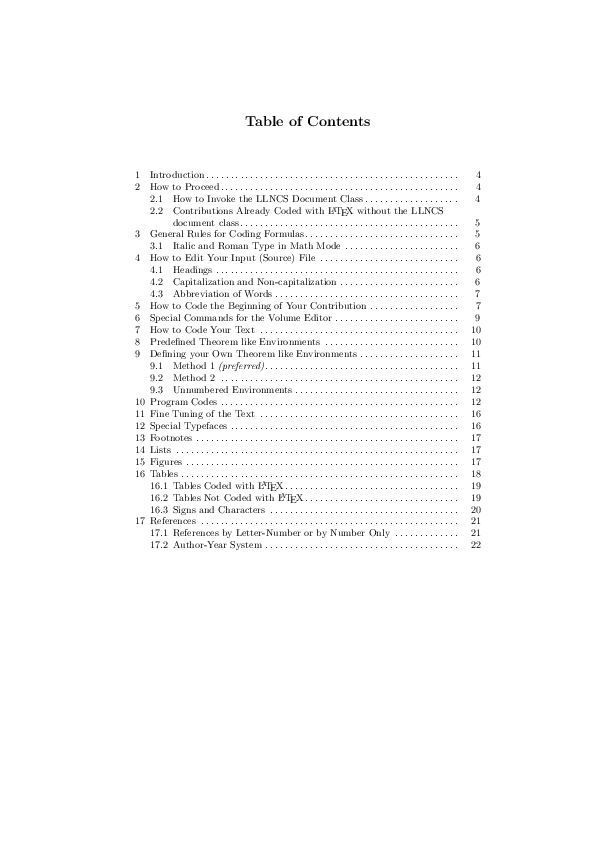 Table of Contents
1 Introduction . . . . . . . . . . . . . . . . . . . . . . . . . . . . . . . . . . . . . . . . . . . . . . . . . . . 4
2 How to Proceed . . . . . . . . . . . . . . . . . . . . . . . . . . . . . . . . . . . . . . . . . . . . . . . . 4
2.1 How to Invoke the LLNCS Document Class . . . . . . . . . . . . . . . . . . . 4
2.2 Contributions Already Coded with LATEX without the LLNCS
document class . . . . . . . . . . . . . . . . . . . . . . . . . . . . . . . . . . . . . . . . . . . . 5
3 General Rules for Coding Formulas . . . . . . . . . . . . . . . . . . . . . . . . . . . . . . . 5
3.1 Italic and Roman Type in Math Mode . . . . . . . . . . . . . . . . . . . . . . . 6
4 How to Edit Your Input (Source) File . . . . . . . . . . . . . . . . . . . . . . . . . . . . 6
4.1 Headings . . . . . . . . . . . . . . . . . . . . . . . . . . . . . . . . . . . . . . . . . . . . . . . . . 6
4.2 Capitalization and Non-capitalization . . . . . . . . . . . . . . . . . . . . . . . . 6
4.3 Abbreviation of Words . . . . . . . . . . . . . . . . . . . . . . . . . . . . . . . . . . . . . 7
5 How to Code the Beginning of Your Contribution . . . . . . . . . . . . . . . . . . 7
6 Special Commands for the Volume Editor . . . . . . . . . . . . . . . . . . . . . . . . . 9
7 How to Code Your Text . . . . . . . . . . . . . . . . . . . . . . . . . . . . . . . . . . . . . . . . 10
8 Predefined Theorem like Environments . . . . . . . . . . . . . . . . . . . . . . . . . . . 10
9 Defining your Own Theorem like Environments . . . . . . . . . . . . . . . . . . . . 11
9.1 Method 1 (preferred) . . . . . . . . . . . . . . . . . . . . . . . . . . . . . . . . . . . . . . . 11
9.2 Method 2 . . . . . . . . . . . . . . . . . . . . . . . . . . . . . . . . . . . . . . . . . . . . . . . . 12
9.3 Unnumbered Environments . . . . . . . . . . . . . . . . . . . . . . . . . . . . . . . . . 12
10 Program Codes . . . . . . . . . . . . . . . . . . . . . . . . . . . . . . . . . . . . . . . . . . . . . . . . 12
11 Fine Tuning of the Text . . . . . . . . . . . . . . . . . . . . . . . . . . . . . . . . . . . . . . . . 16
12 Special Typefaces . . . . . . . . . . . . . . . . . . . . . . . . . . . . . . . . . . . . . . . . . . . . . . 16
13 Footnotes . . . . . . . . . . . . . . . . . . . . . . . . . . . . . . . . . . . . . . . . . . . . . . . . . . . . . 17
14 Lists . . . . . . . . . . . . . . . . . . . . . . . . . . . . . . . . . . . . . . . . . . . . . . . . . . . . . . . . . 17
15 Figures . . . . . . . . . . . . . . . . . . . . . . . . . . . . . . . . . . . . . . . . . . . . . . . . . . . . . . . 17
16 Tables . . . . . . . . . . . . . . . . . . . . . . . . . . . . . . . . . . . . . . . . . . . . . . . . . . . . . . . . 18
16.1 Tables Coded with LATEX . . . . . . . . . . . . . . . . . . . . . . . . . . . . . . . . . . . 19
16.2 Tables Not Coded with LATEX . . . . . . . . . . . . . . . . . . . . . . . . . . . . . . . 19
16.3 Signs and Characters . . . . . . . . . . . . . . . . . . . . . . . . . . . . . . . . . . . . . . 20
17 References . . . . . . . . . . . . . . . . . . . . . . . . . . . . . . . . . . . . . . . . . . . . . . . . . . . . 21
17.1 References by Letter-Number or by Number Only . . . . . . . . . . . . . 21
17.2 Author-Year System . . . . . . . . . . . . . . . . . . . . . . . . . . . . . . . . . . . . . . . 22